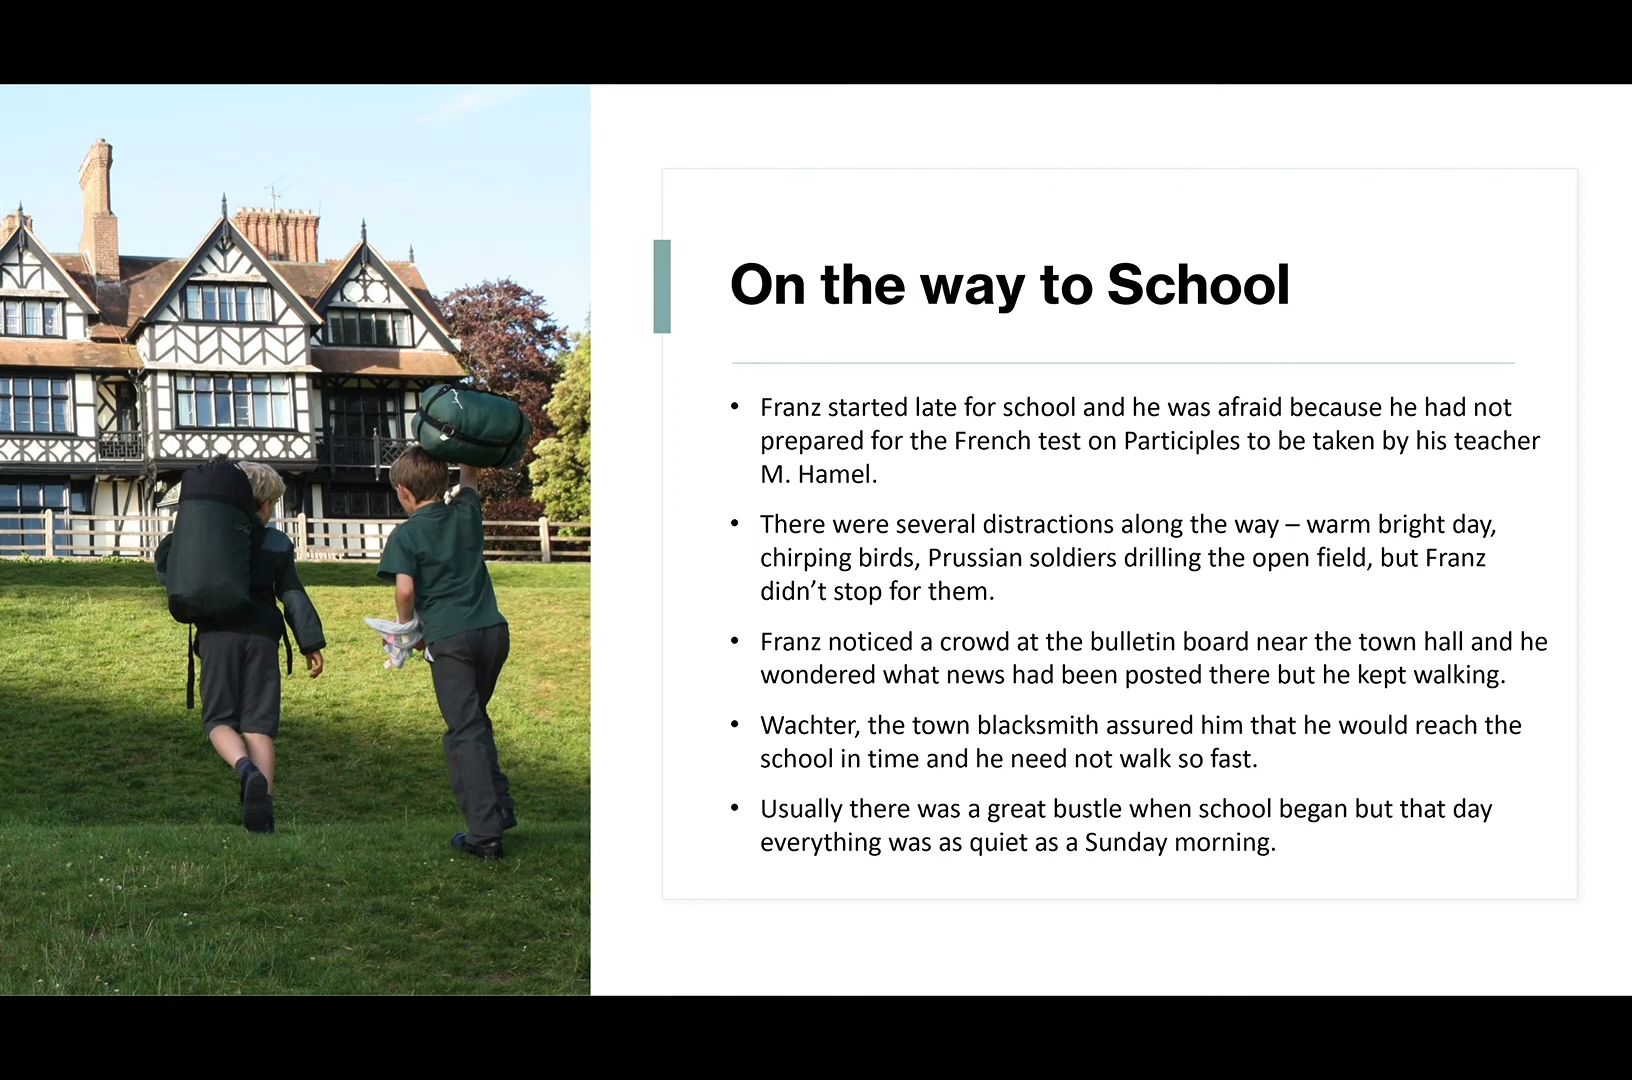 On the way to School
• Franz started late for school and he was afraid because he had not
prepared for the French test on Participles to be taken by his teacher
M. Hamel.
• There were several distractions along the way – warm bright day,
chirping birds, Prussian soldiers drilling the open field, but Franz
didn’t stop for them.
• Franz noticed a crowd at the bulletin board near the town hall and he
wondered what news had been posted there but he kept walking.
• Wachter, the town blacksmith assured him that he would reach the
school in time and he need not walk so fast.
• Usually there was a great bustle when school began but that day
everything was as quiet as a Sunday morning.